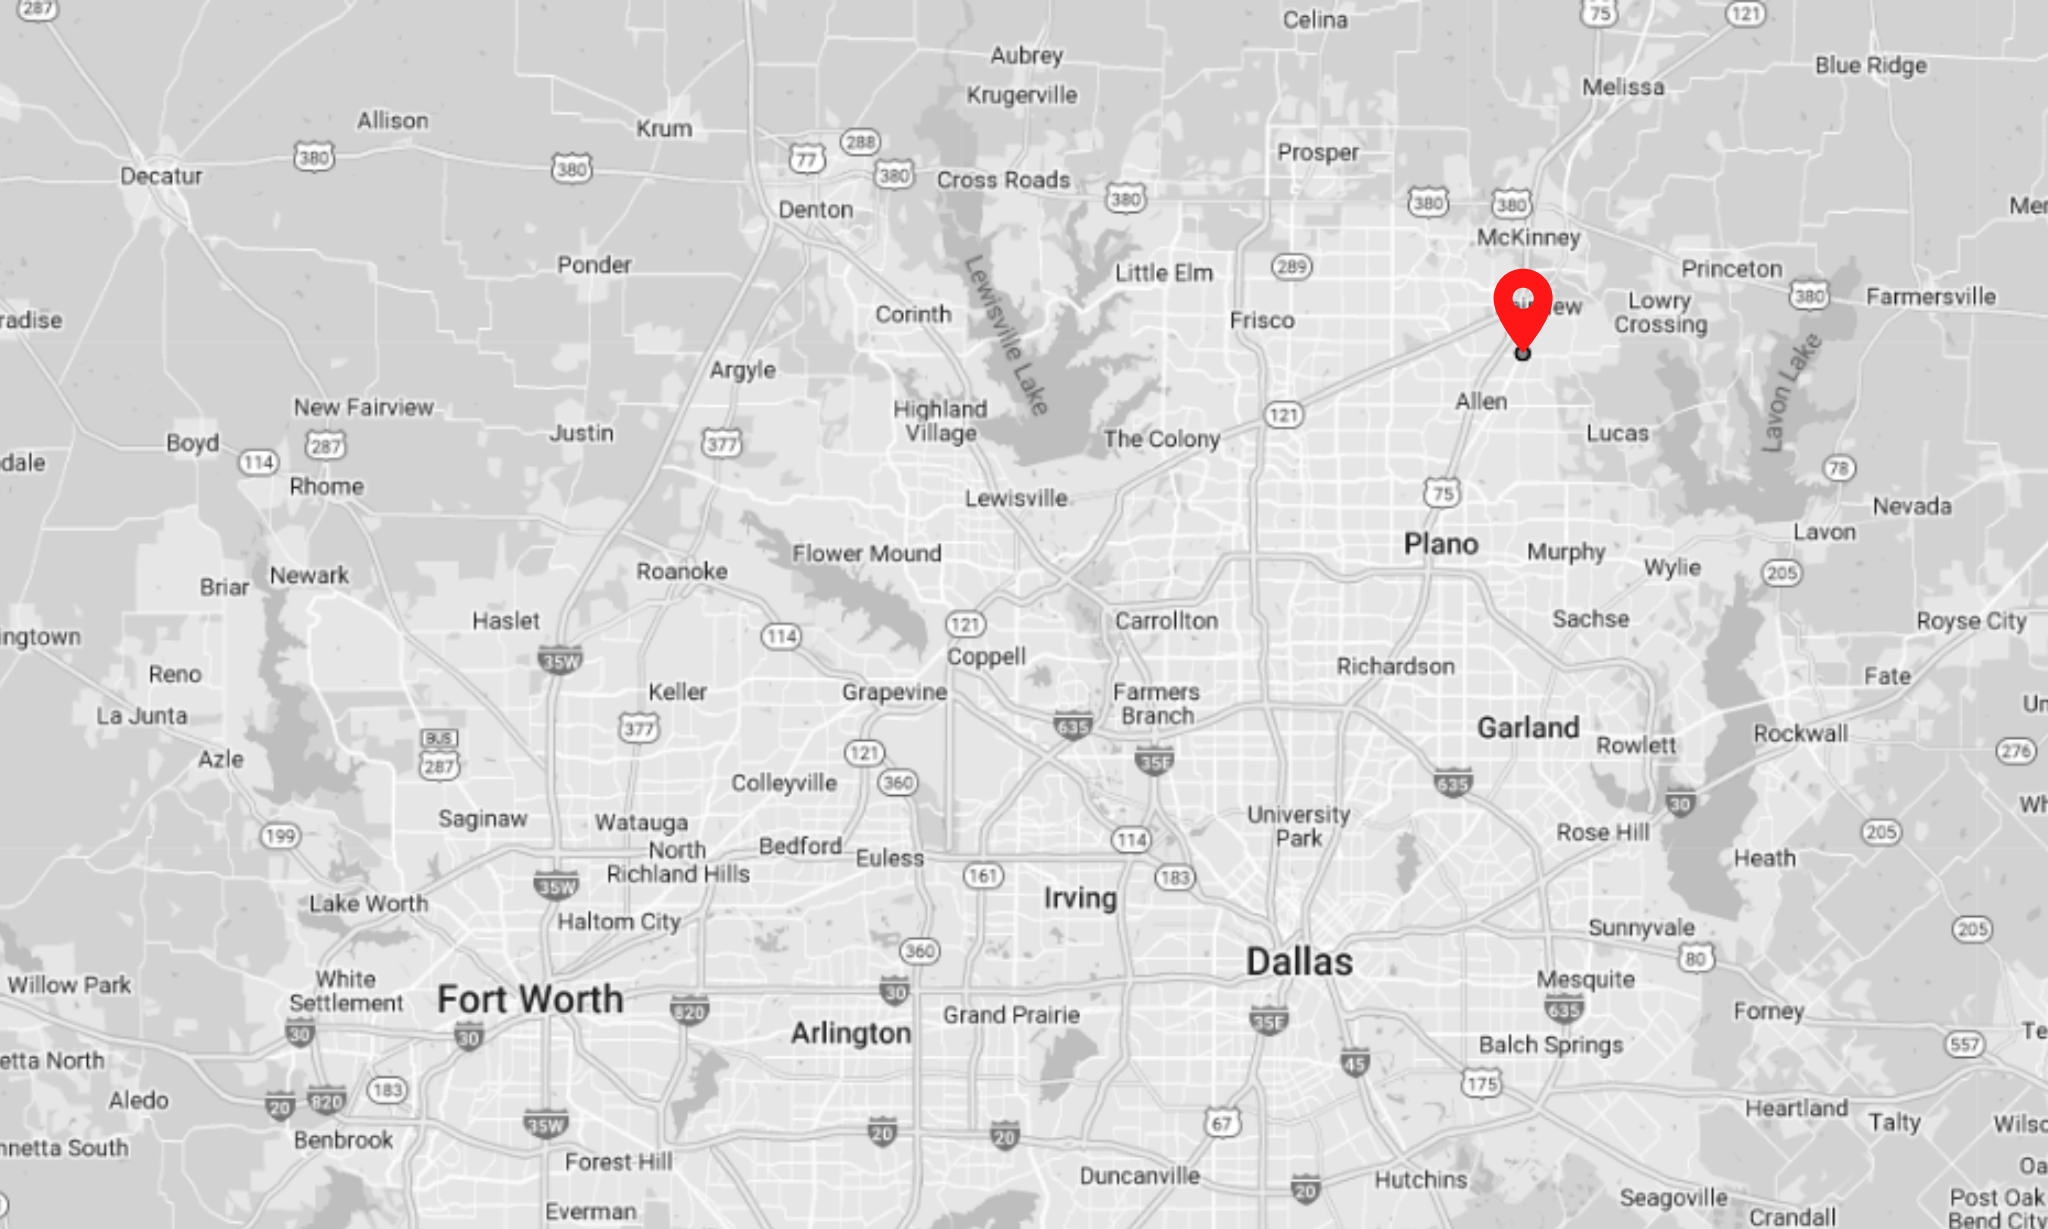 287
Celina
75
121
Aubrey
Blue Ridge
Krugerville
Melissa
Allison
Krum
288
77
380
380
380
Prosper
Decatur
Cross Roads
380
380
380
Denton
McKinney
Ponder
Little Elm
289
Princeton
380
Farmersville
Lewisville Lake
Corinth
Frisco
Lowry
Crossing
Argyle
Lavon Lake
New Fairview
Highland
Village
121
Allen
Boyd
287
Justin
377
The Colony
Lucas
114
Rhome
78
Lewisville
75
Nevada
Lavon
Flower Mound
Plano
Murphy
Wylie
Roanoke
205
Briar
Newark
Haslet
121
Carrollton
Sachse
Royse City
114
35W
Coppell
Richardson
Reno
Fate
Keller
Grapevine
Farmers
Branch
La Junta
377
635
Garland
Rockwall
BUS
287
Azle
121
35E
Rowlett
276
Colleyville
360
635
30
Saginaw
Watauga
University
Park
199
North
Richland Hills
Bedford
Euless
114
Rose Hill
205
Heath
35W
161
183
Lake Worth
Irving
Haltom City
Sunnyvale
205
360
Dallas
80
Willow Park
White
Settlement
Fort Worth
30
Mesquite
820
Grand Prairie
35E
635
Forney
30
30
Arlington
Balch Springs
557
45
183
175
Aledo
20
820
Heartland
Talty
35W
20
20
67
Benbrook
Forest Hill
Duncanville
20
Hutchins
Seagoville
Post Oak
Bend City
Everman
Crandall